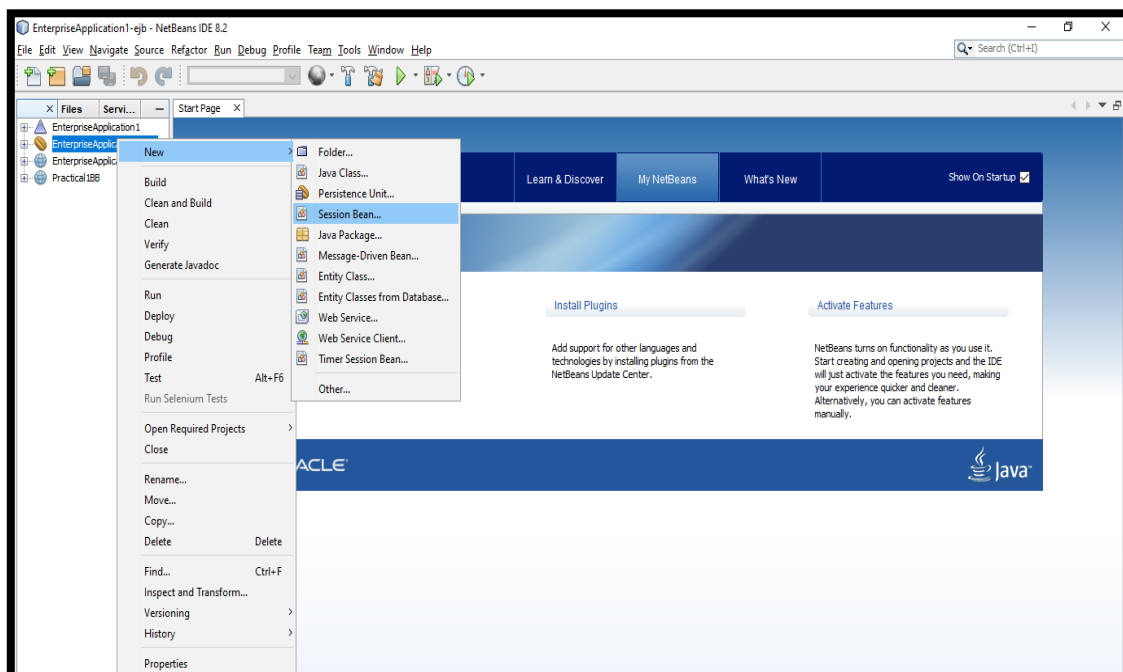 EnterpriseApplication1-ejb - NetBeans IDE 8.2
File Edit View Navigate Source Refactor Run Debug Profile Team Tools Window Help
Search (Ctrl+I)
Files Servi... Start Page
EnterpriseApplication1
EnterpriseApplic
EnterpriseApplic
Practical1BB
New
Build
Clean and Build
Clean
Verify
Generate Javadoc
Run
Deploy
Debug
Profile
Test Alt+F6
Run Selenium Tests
Open Required Projects
Close
Rename...
Move...
Copy...
Delete Delete
Find... Ctrl+F
Inspect and Transform...
Versioning
History
Properties
Folder...
Java Class...
Persistence Unit...
Session Bean...
Java Package...
Message-Driven Bean...
Entity Class...
Entity Classes from Database...
Web Service...
Web Service Client...
Timer Session Bean...
Other...
Learn & Discover My NetBeans What's New Show On Startup
Install Plugins
Add support for other languages and
technologies by installing plugins from the
NetBeans Update Center.
Activate Features
NetBeans turns on functionality as you use it.
Start creating and opening projects and the IDE
will just activate the features you need, making
your experience quicker and cleaner.
Alternatively, you can activate features
manually.
ACLE
Java